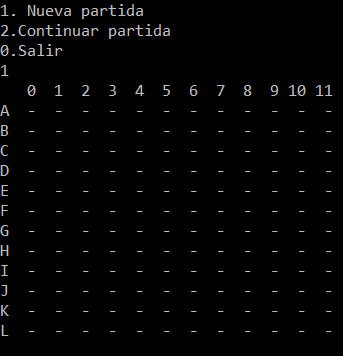 1. Nueva partida
2.Continuar partida
0.Salir
1
   0  1  2  3  4  5  6  7  8  9 10 11
A  -  -  -  -  -  -  -  -  -  -  -  -
B  -  -  -  -  -  -  -  -  -  -  -  -
C  -  -  -  -  -  -  -  -  -  -  -  -
D  -  -  -  -  -  -  -  -  -  -  -  -
E  -  -  -  -  -  -  -  -  -  -  -  -
F  -  -  -  -  -  -  -  -  -  -  -  -
G  -  -  -  -  -  -  -  -  -  -  -  -
H  -  -  -  -  -  -  -  -  -  -  -  -
I  -  -  -  -  -  -  -  -  -  -  -  -
J  -  -  -  -  -  -  -  -  -  -  -  -
K  -  -  -  -  -  -  -  -  -  -  -  -
L  -  -  -  -  -  -  -  -  -  -  -  -